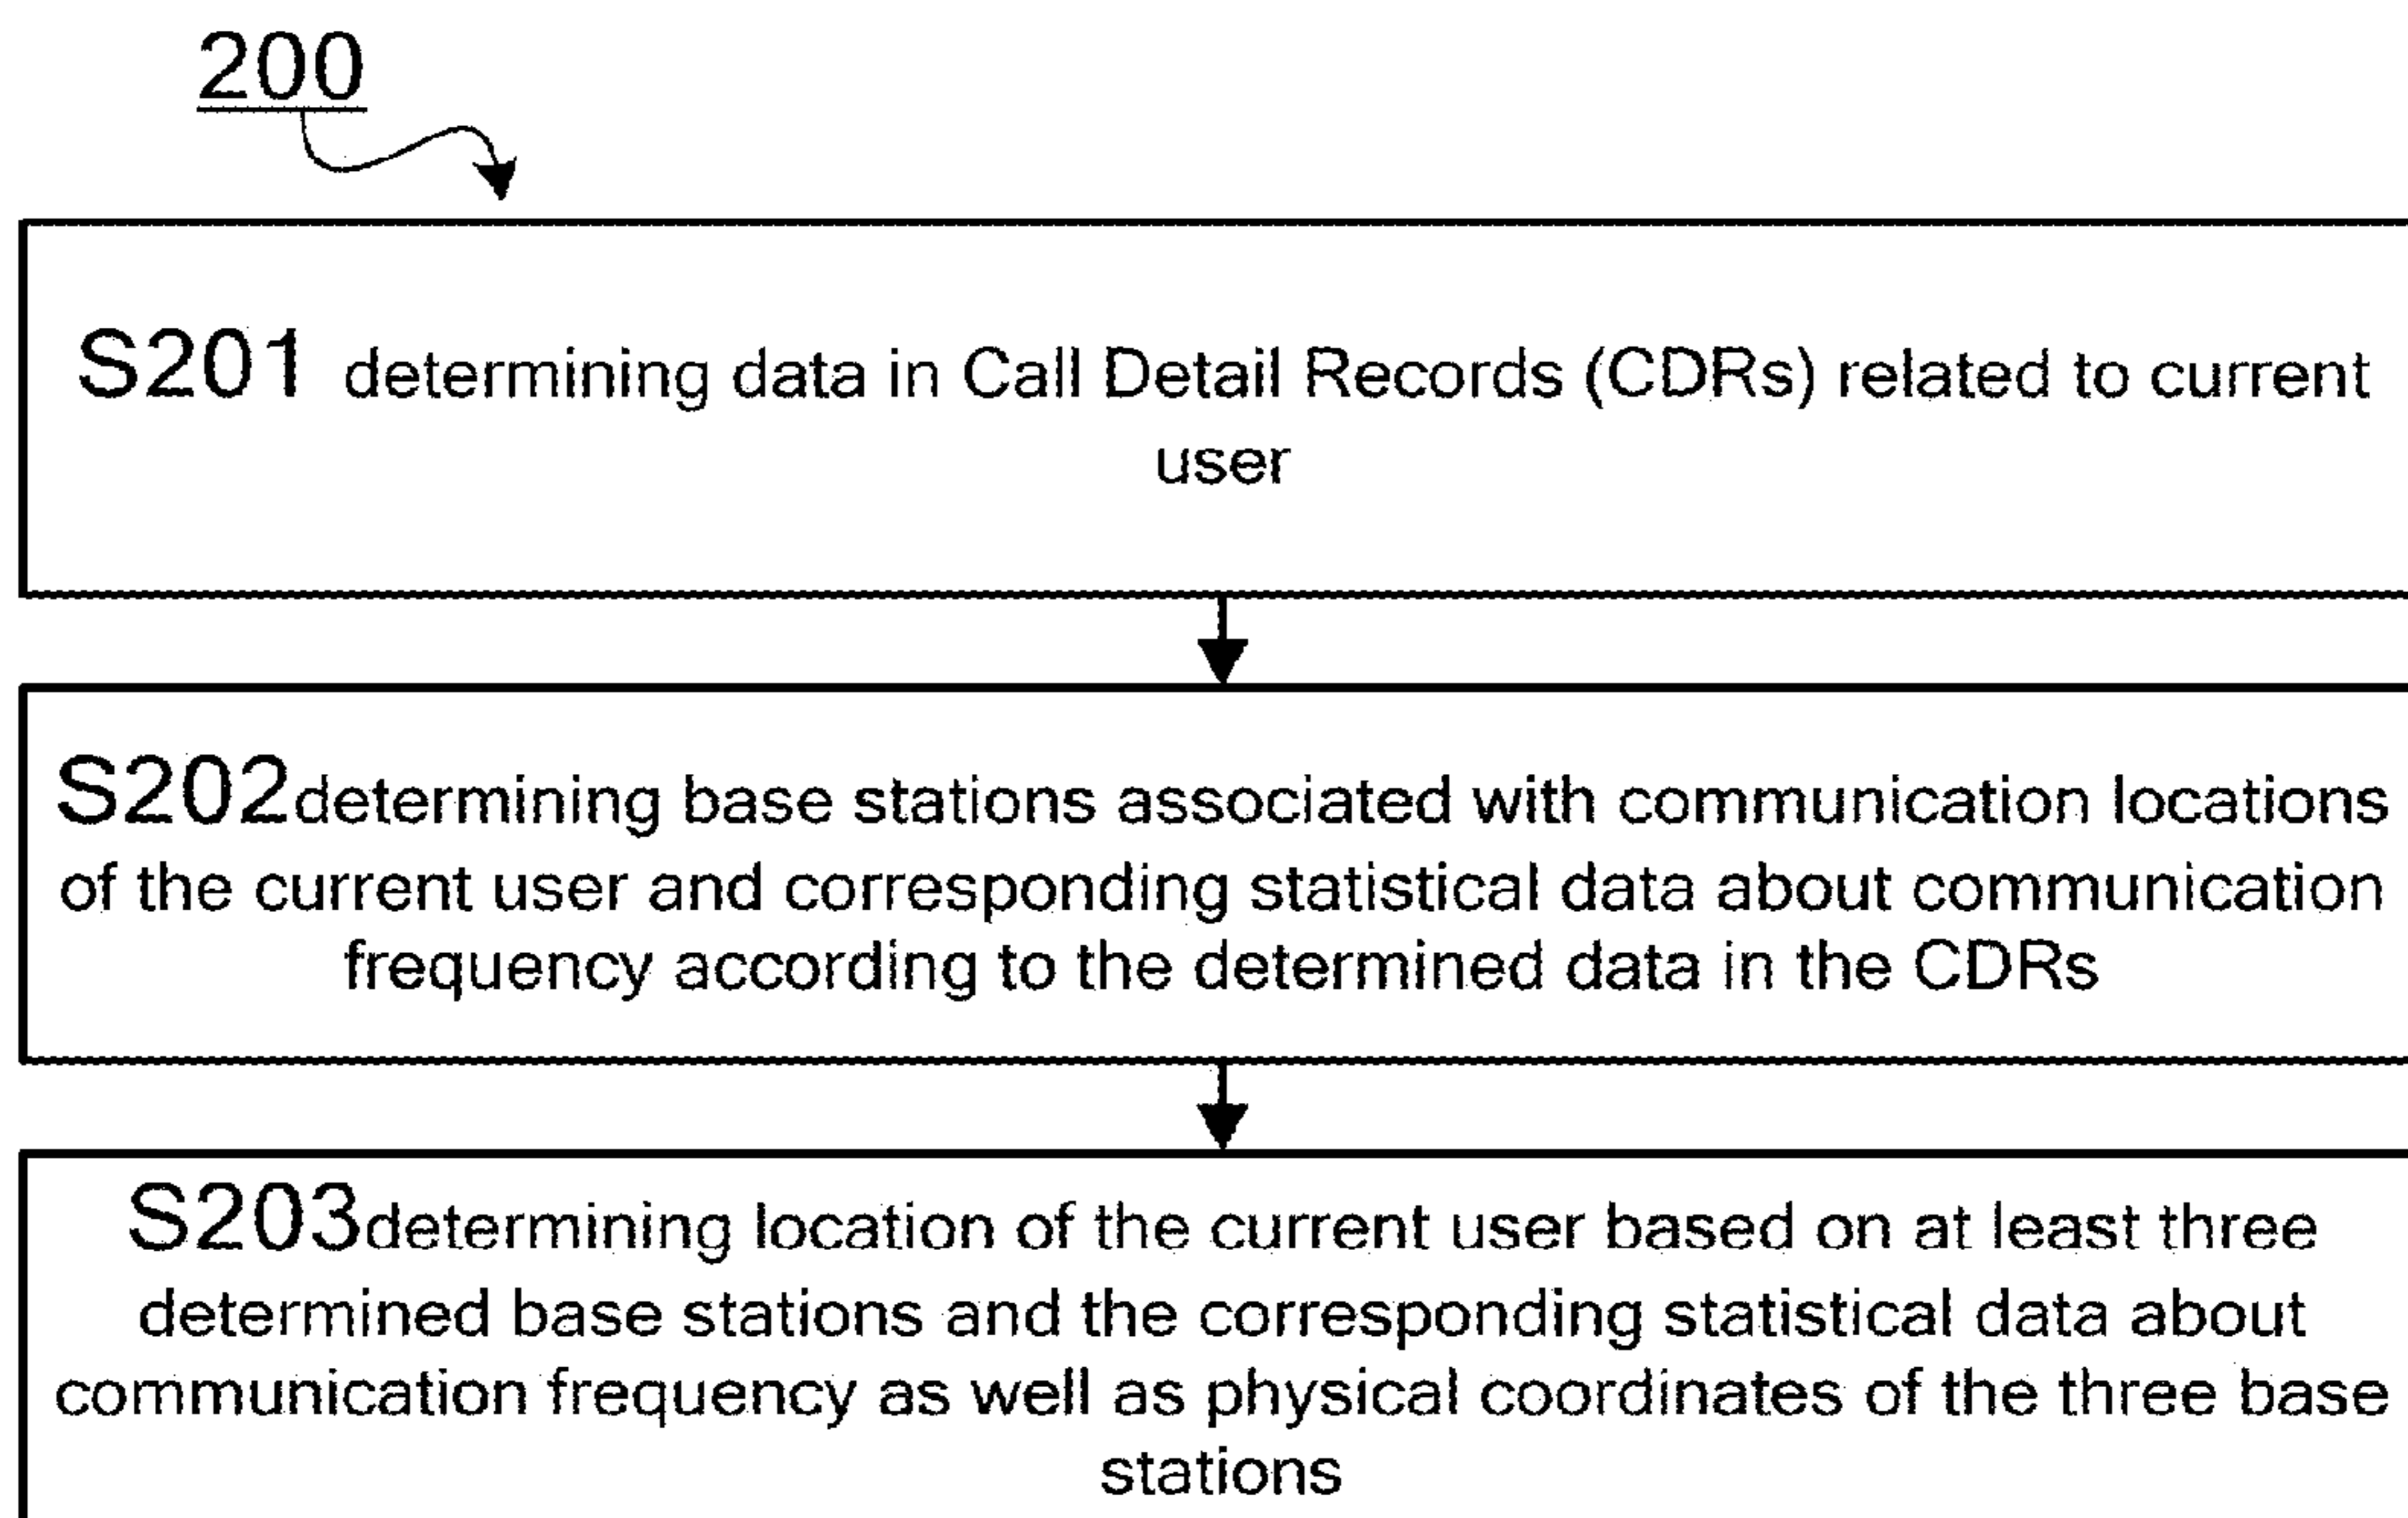 200
S201 determining data in Call Detail Records (CDRs) related to current
user
S202determining base stations associated with communication locations
of the current user and corresponding statistical data about communication
frequency according to the determined data in the CDRs
S203determining location of the current user based on at least three
determined base stations and the corresponding statistical data about
communication frequency as well as physical coordinates of the three base
stations